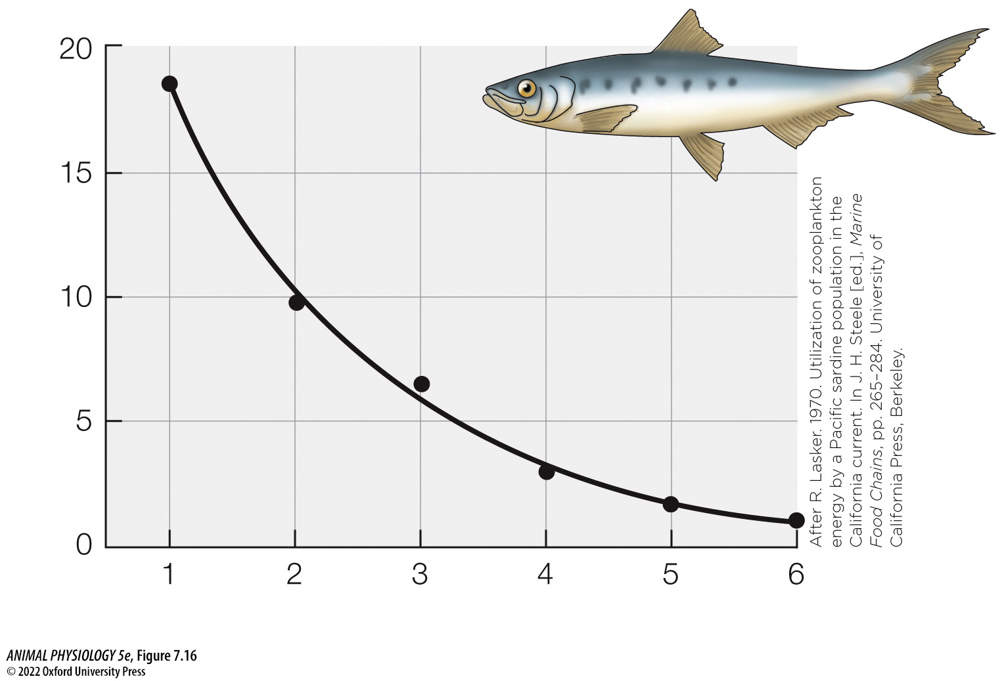 20
15
10
5
0
1 2 3 4 5 6
After R. Lasker. 1970. Utilization of zooplankton
energy by a Pacific sardine population in the
California current. In J. H. Steele [ed.], Marine
Food Chains, pp. 265–284. University of
California Press, Berkeley.
ANIMAL PHYSIOLOGY 5e, Figure 7.16
© 2022 Oxford University Press